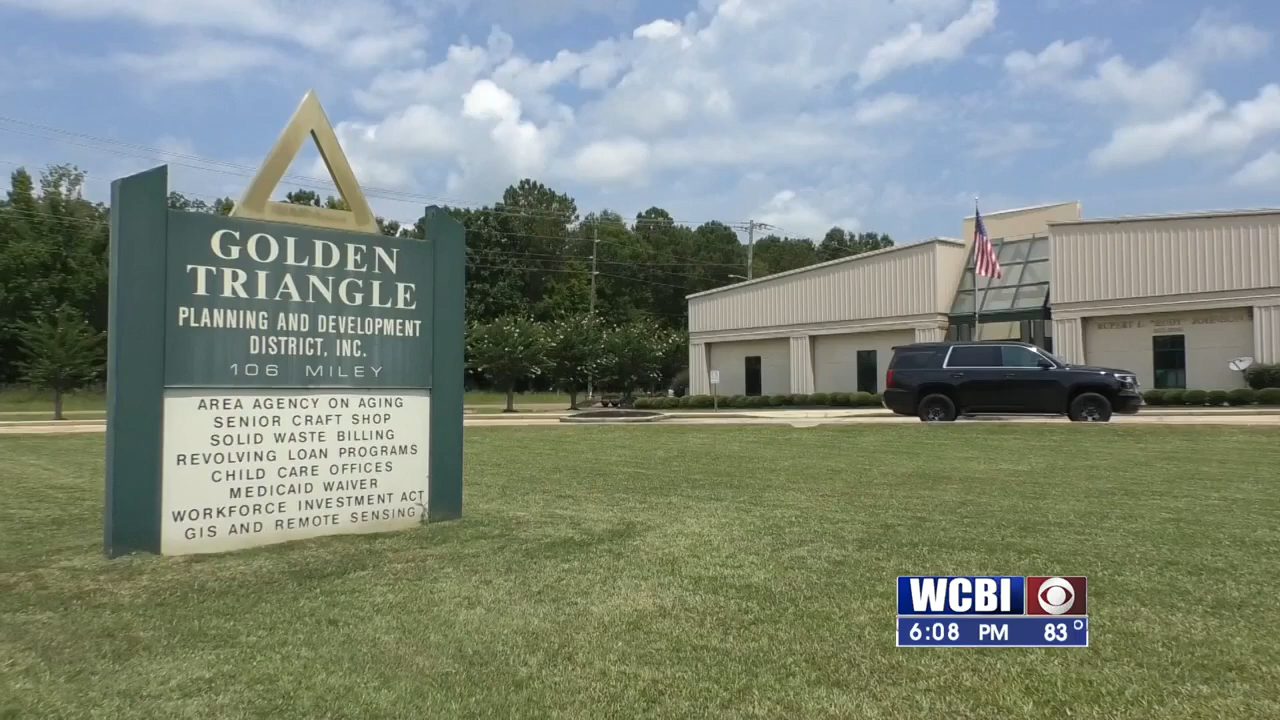 GOLDEN
TRIANGLE
PLANNING AND DEVELOPMENT
DISTRICT, INC.
106 MILEY
AREA AGENCY ON AGING
SENIOR CRAFT SHOP
SOLID WASTE BILLING
REVOLVING LOAN PROGRAMS
CHILD CARE OFFICES
MEDICAID WAIVER
WORKFORCE INVESTMENT ACT
GIS AND REMOTE SENSING
JOHNSON
WCBI
6:08 PM 83°